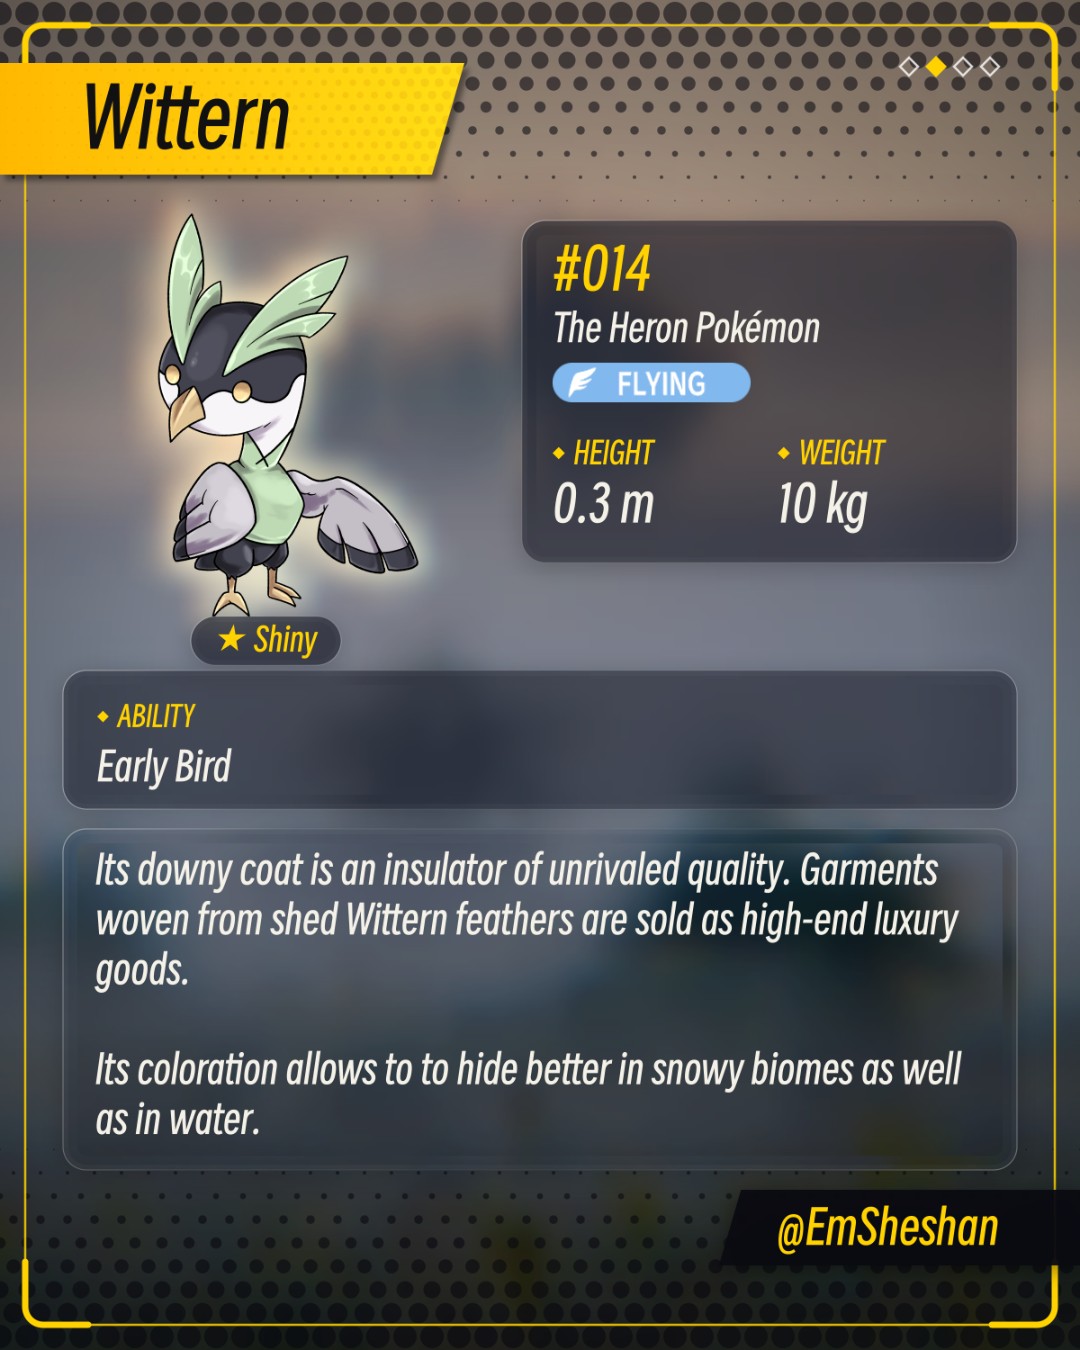 Wittern
#014
The Heron Pokémon
FLYING
HEIGHT WEIGHT
0.3 m 10 kg
★ Shiny
ABILITY
Early Bird
Its downy coat is an insulator of unrivaled quality. Garments
woven from shed Wittern feathers are sold as high-end luxury
goods.
Its coloration allows to to hide better in snowy biomes as well
as in water.
@EmSheshan